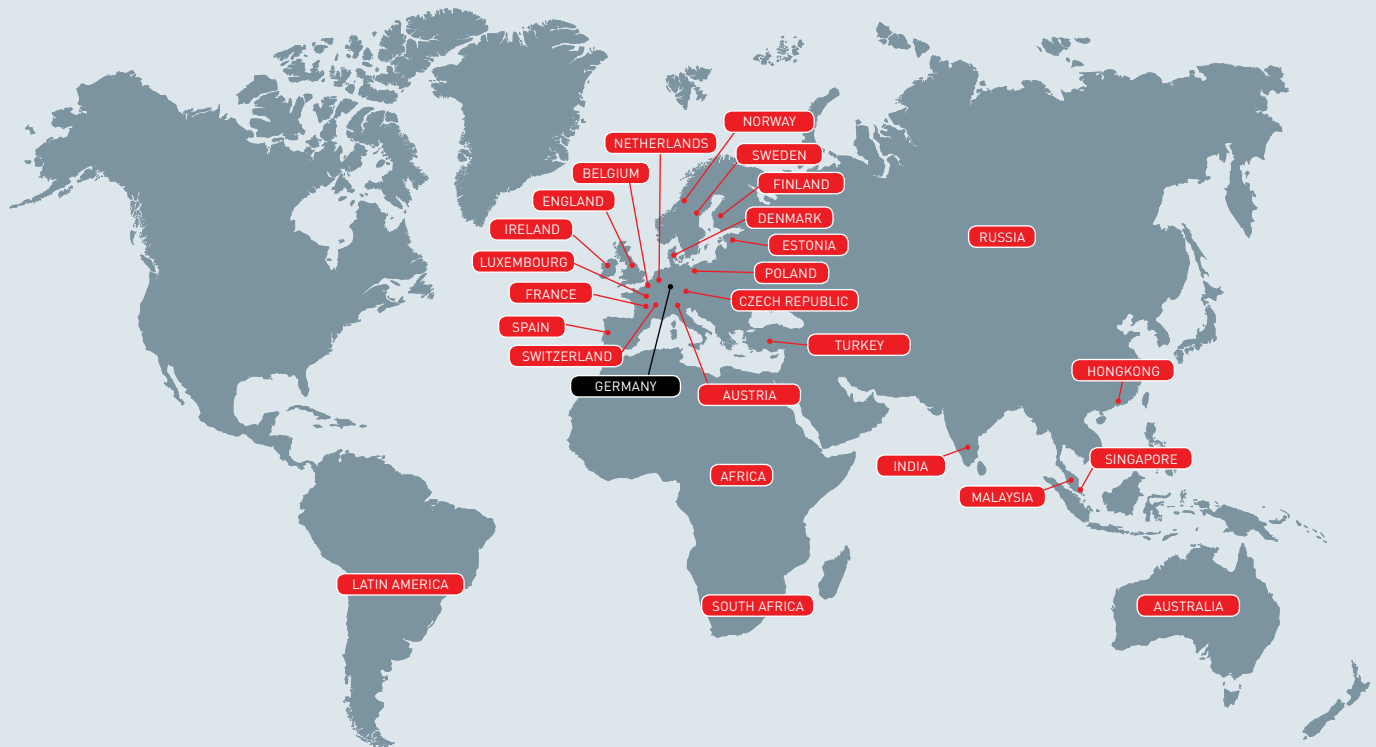 NORWAY
NETHERLANDS
SWEDEN
BELGIUM
FINLAND
ENGLAND
DENMARK
IRELAND
RUSSIA
ESTONIA
LUXEMBOURG
POLAND
FRANCE
CZECH REPUBLIC
SPAIN
TURKEY
SWITZERLAND
HONGKONG
GERMANY
AUSTRIA
SINGAPORE
INDIA
AFRICA
MALAYSIA
LATIN AMERICA
SOUTH AFRICA
AUSTRALIA